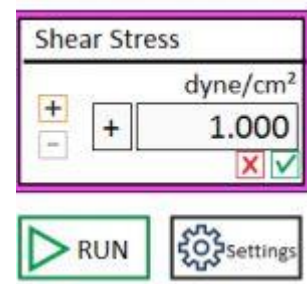 Shear Stress
dyne/cm²
+
-
+
1.000
RUN
Settings